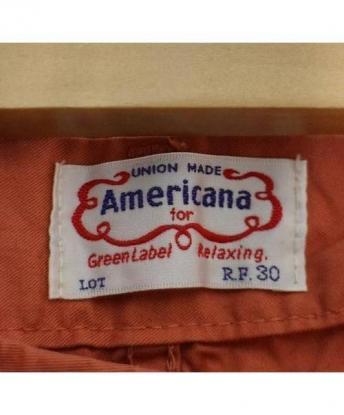 UNION MADE
Americana
for
Green Label Relaxing.
LOT R.F. 30